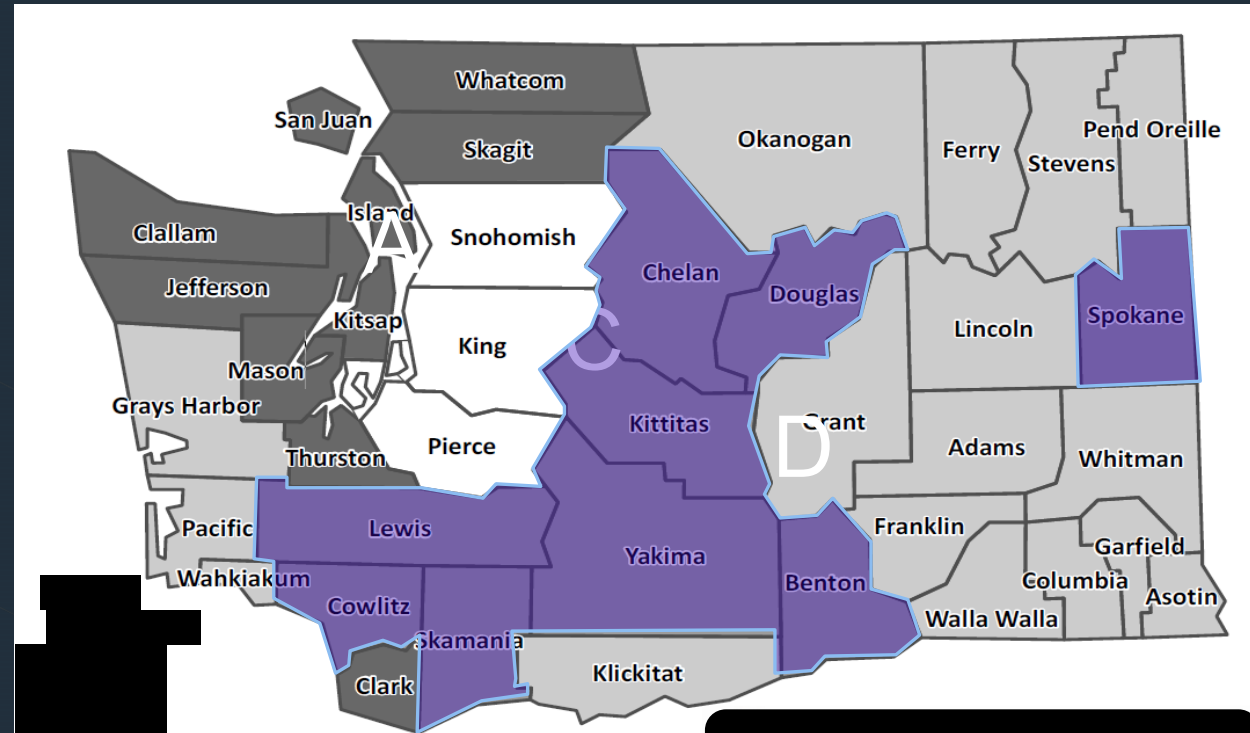 Whatcom
San Juan
Skagit
Okanogan
Ferry
Stevens
Pend Oreille
Island
A
Clallam
Snohomish
Jefferson
Chelan
Douglas
Kitsap
King
C
Lincoln
Spokane
Mason
Grays Harbor
Kittitas
Grant
D
Pierce
Adams
Whitman
Thurston
Pacific
Lewis
Yakima
Franklin
Garfield
Wahkiakum
Cowlitz
Benton
Columbia
Asotin
Walla Walla
Skamania
Clark
Klickitat